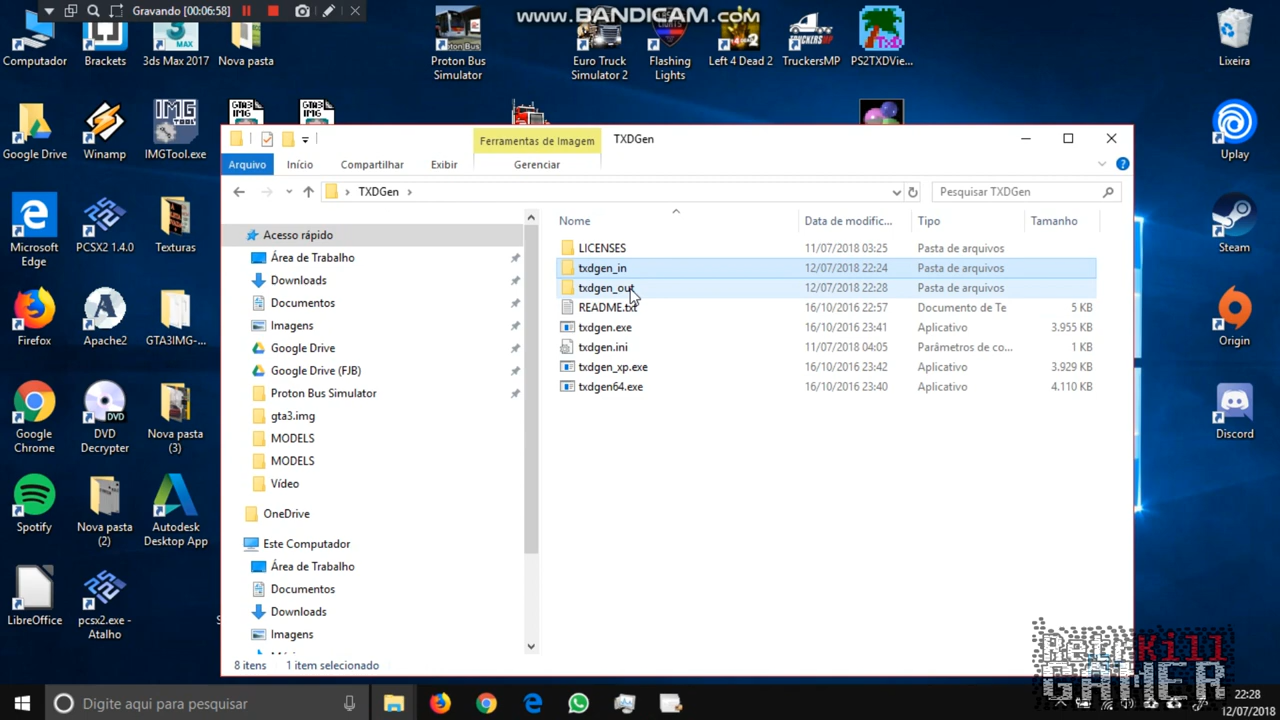 Gravando [00:06:58]
www.BANDICAM.com
Computador
Brackets
3ds Max 2017
Nova pasta
Proton Bus
Simulator
Euro Truck
Simulator 2
Flashing
Lights
Left 4 Dead 2
TruckersMP
PS2TXDVie...
Lixeira
Google Drive
Winamp
IMGTool.exe
Uplay
Microsoft
Edge
PCSX2 1.4.0
Texturas
Steam
Firefox
Apache2
GTA3IMG-...
Origin
Google
Chrome
DVD
Decrypter
Nova pasta
(3)
Discord
Spotify
Nova pasta
(2)
Autodesk
Desktop App
LibreOffice
pcsx2.exe -
Atalho
Ferramentas de Imagem
TXDGen
Arquivo
Início
Compartilhar
Exibir
Gerenciar
TXDGen
Pesquisar TXDGen
Acesso rápido
Área de Trabalho
Downloads
Documentos
Imagens
Google Drive
Google Drive (FJB)
Proton Bus Simulator
gta3.img
MODELS
MODELS
Vídeo
OneDrive
Este Computador
Área de Trabalho
Documentos
Downloads
Imagens
Nome Data de modific... Tipo Tamanho
LICENSES 11/07/2018 03:25 Pasta de arquivos
txdgen_in 12/07/2018 22:24 Pasta de arquivos
txdgen_out 12/07/2018 22:28 Pasta de arquivos
README.txt 16/10/2016 22:57 Documento de Te 5 KB
txdgen.exe 16/10/2016 23:41 Aplicativo 3.955 KB
txdgen.ini 11/07/2018 04:05 Parâmetros de co... 1 KB
txdgen_xp.exe 16/10/2016 23:42 Aplicativo 3.929 KB
txdgen64.exe 16/10/2016 23:40 Aplicativo 4.110 KB
8 itens 1 item selecionado
Digite aqui para pesquisar
22:28
12/07/2018